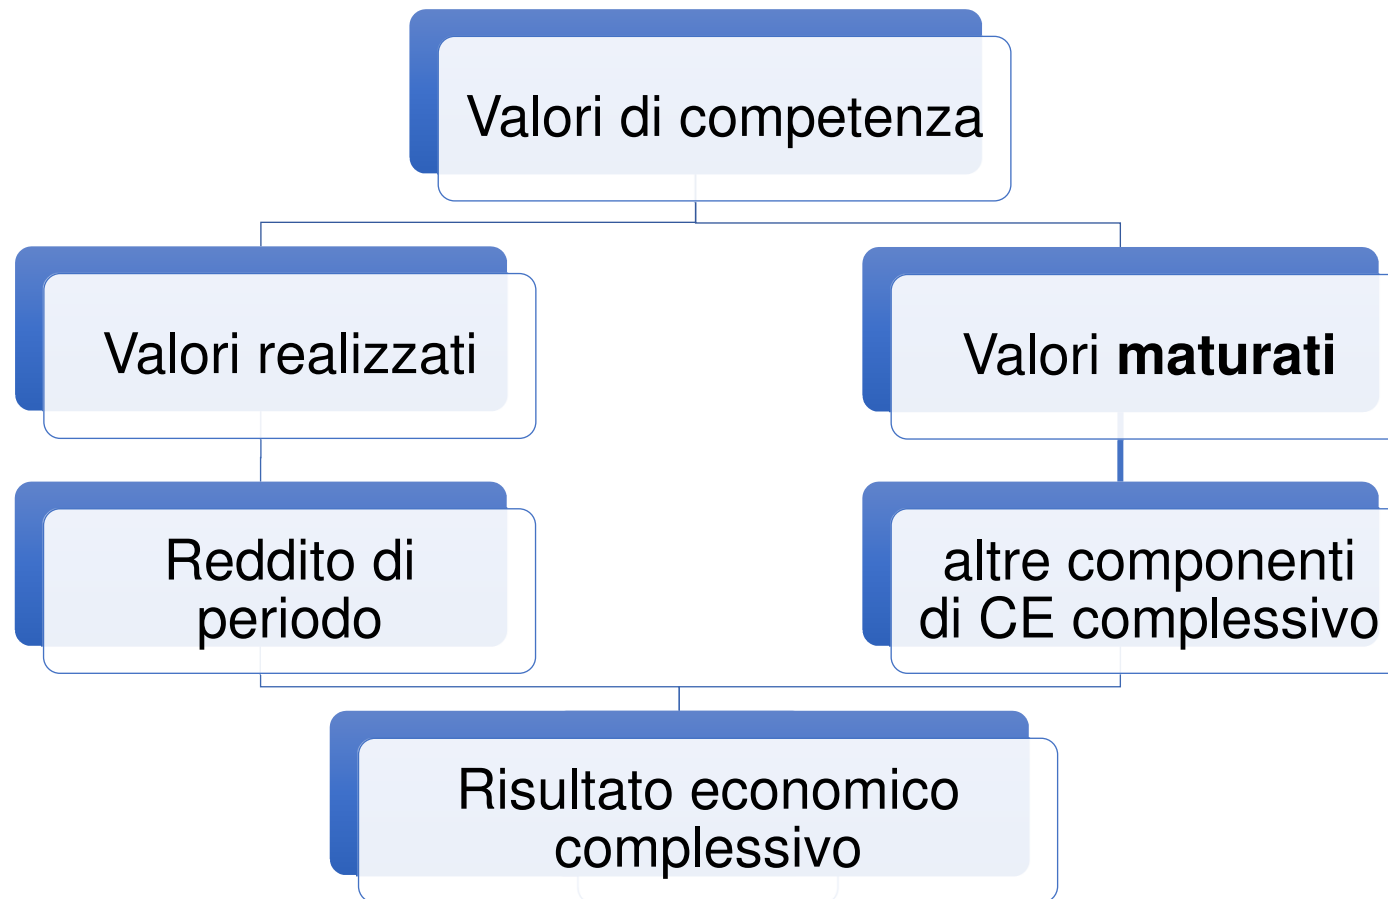 Valori di competenza
Valori realizzati
Valori maturati
Reddito di
periodo
altre componenti
di CE complessivo
Risultato economico
complessivo